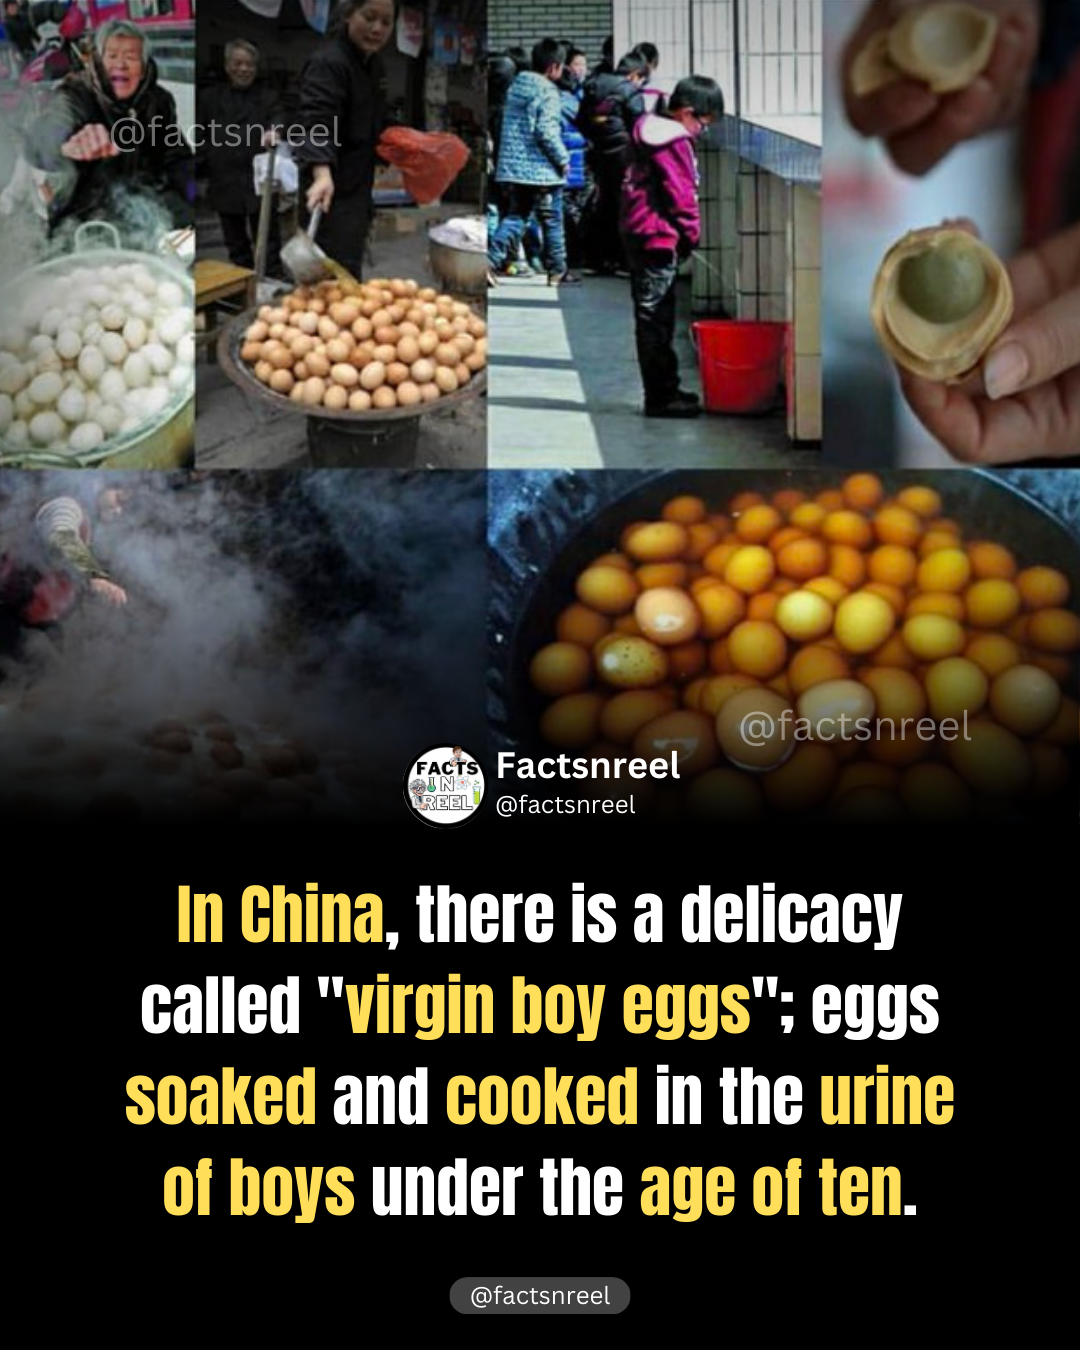 @factsnreel
@factsnreel
FACTS
IN
REEL
Factsnreel
@factsnreel
In China, there is a delicacy
called "virgin boy eggs"; eggs
soaked and cooked in the urine
of boys under the age of ten.
@factsnreel